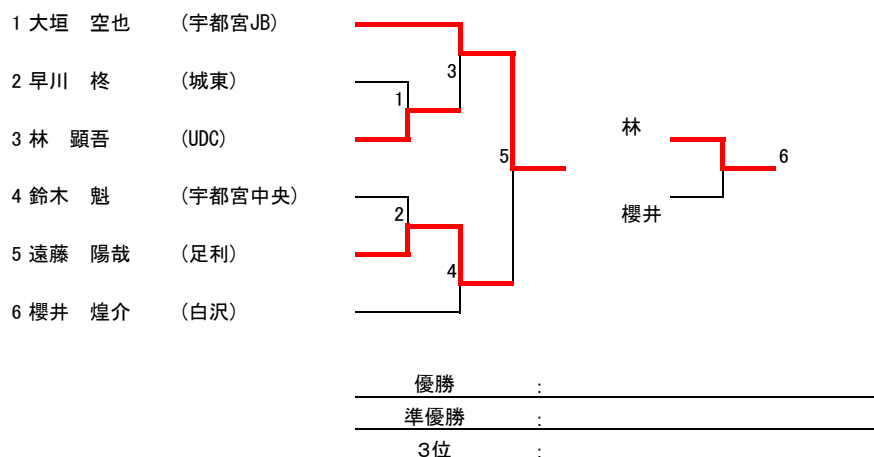 1 大垣　空也　　(宇都宮JB)
2 早川　柊　　(城東)
3 林　顕吾　　(UDC)
4 鈴木　魁　　(宇都宮中央)
5 遠藤　陽哉　　(足利)
6 櫻井　煌介　　(白沢)
3
1
5
2
4
林
6
櫻井
優勝　　:
準優勝　　:
３位　　: